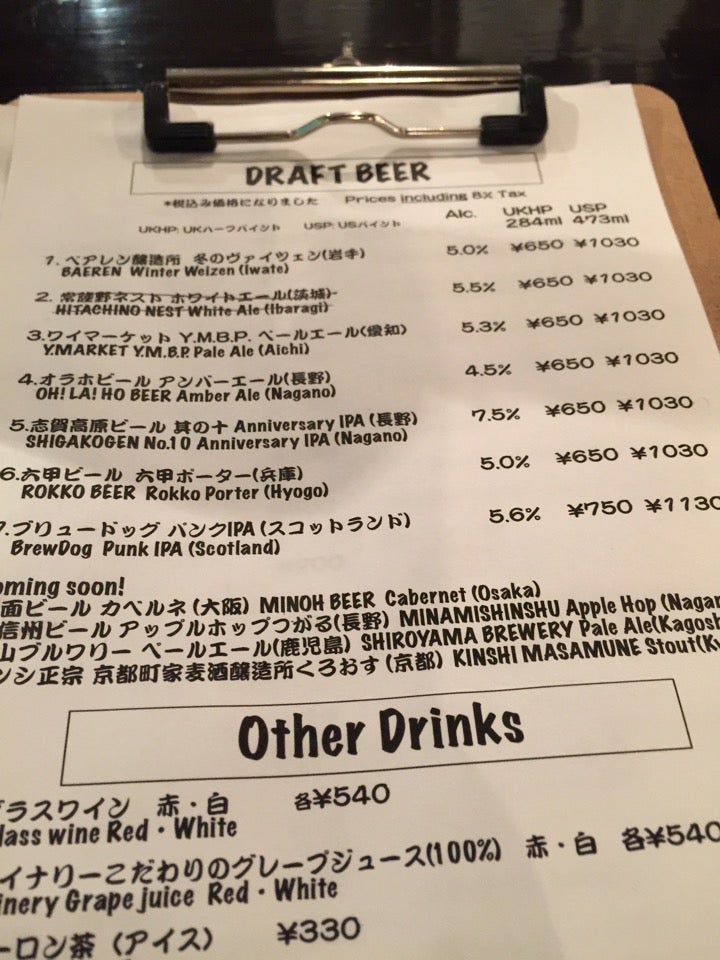 DRAFT BEER
*税込み価格になりました Prices including 8% Tax
UKHP: UKハーフパイント USP: USパイント Alc. UKHP 284ml USP 473ml
1. ベアレン醸造所 冬のヴァイツェン(岩手) 5.0% ¥650 ¥1030
BAEREN Winter Weizen (Iwate)
2. 常陸野ネスト ホワイトエール(茨城) 5.5% ¥650 ¥1030
HITACHINO NEST White Ale (Ibaragi)
3.ワイマーケット Y.M.B.P. ペールエール(愛知) 5.3% ¥650 ¥1030
Y.MARKET Y.M.B.P. Pale Ale (Aichi)
4.オラホビール アンバーエール(長野) 4.5% ¥650 ¥1030
OH! LA! HO BEER Amber Ale (Nagano)
5.志賀高原ビール 其の十 Anniversary IPA (長野) 7.5% ¥650 ¥1030
SHIGAKOGEN No.10 Anniversary IPA (Nagano)
6.六甲ビール 六甲ポーター(兵庫) 5.0% ¥650 ¥1030
ROKKO BEER Rokko Porter (Hyogo)
7.ブリュードッグ パンクIPA (スコットランド) 5.6% ¥750 ¥1130
BrewDog Punk IPA (Scotland)
oming soon!
面ビール カベルネ (大阪) MINOH BEER Cabernet (Osaka)
信州ビール アップルホップつがる(長野) MINAMISHINSHU Apple Hop (Nagan
山ブルワリー ペールエール(鹿児島) SHIROYAMA BREWERY Pale Ale(Kagosh
ンシ正宗 京都町家麦酒醸造所くろおす (京都) KINSHI MASAMUNE Stout(K
Other Drinks
グラスワイン 赤・白 各¥540
lass wine Red・White
イナリーこだわりのグレープジュース(100%) 赤・白 各¥540
inery Grape juice Red・White
ーロン茶 (アイス) ¥330